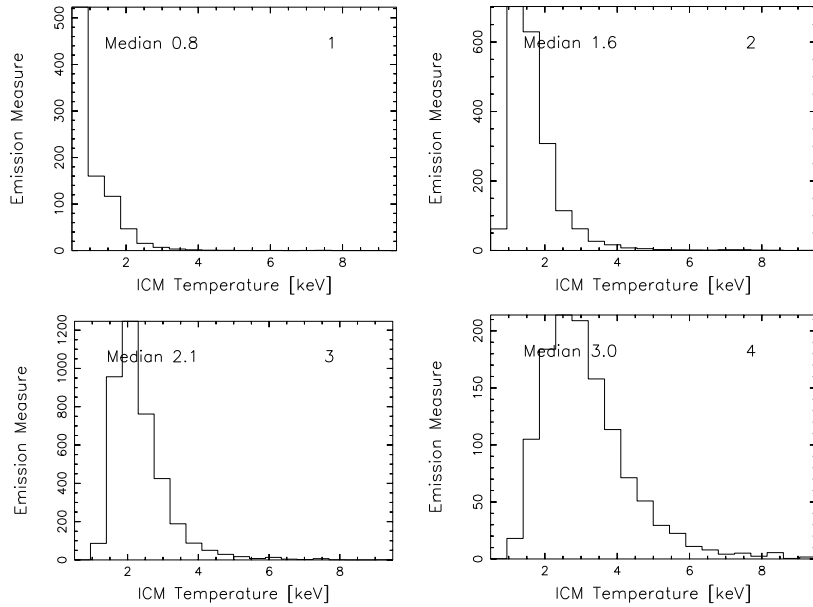 Median 0.8 1
Emission Measure
0 100 200 300 400 500
2 4 6 8
ICM Temperature [keV]
Median 1.6 2
Emission Measure
0 200 400 600
2 4 6 8
ICM Temperature [keV]
Median 2.1 3
Emission Measure
0 200 400 600 800 1000 1200
2 4 6 8
ICM Temperature [keV]
Median 3.0 4
Emission Measure
0 50 100 150 200
2 4 6 8
ICM Temperature [keV]